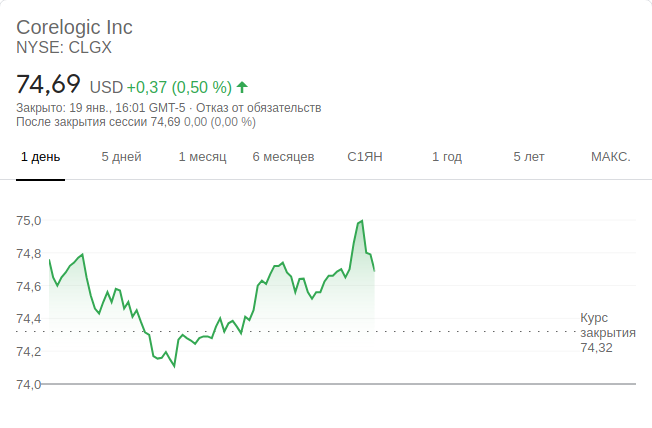 Corelogic Inc
NYSE: CLGX
74,69 USD +0,37 (0,50 %)
Закрыто: 19 янв., 16:01 GMT-5 · Отказ от обязательств
После закрытия сессии 74,69 0,00 (0,00 %)
1 день 5 дней 1 месяц 6 месяцев С1ЯН 1 год 5 лет МАКС.
75,0
74,8
74,6
74,4
74,2
74,0
Курс
закрытия
74,32